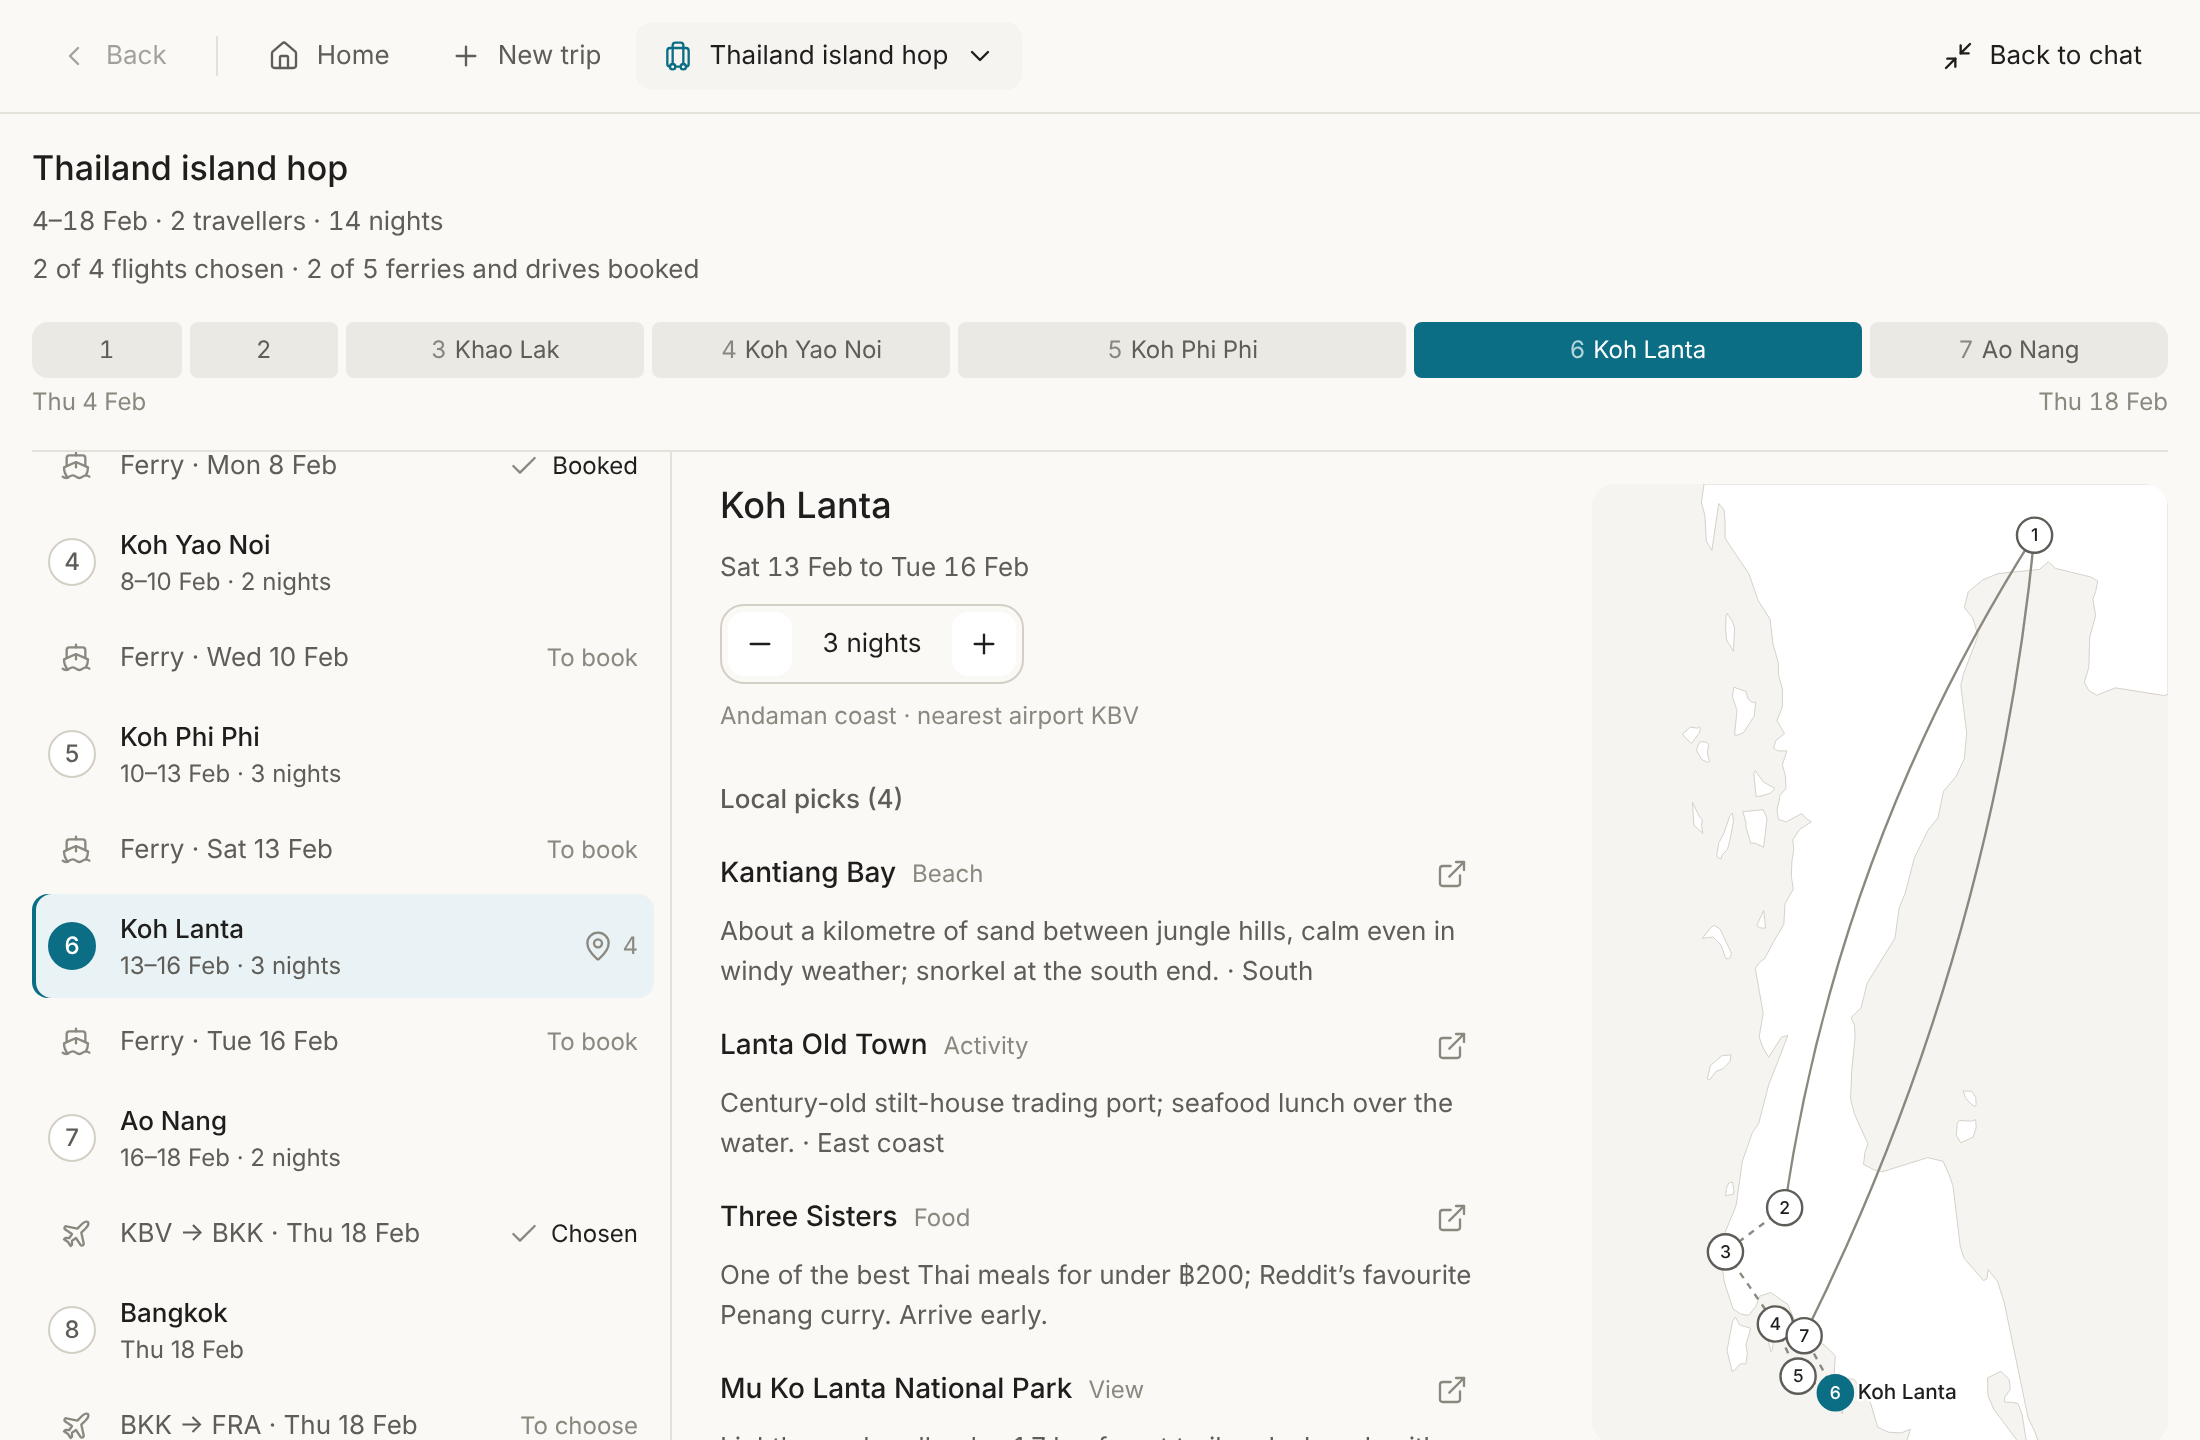 Back
Home
New trip
Thailand island hop
Back to chat
Thailand island hop
4–18 Feb · 2 travellers · 14 nights
2 of 4 flights chosen · 2 of 5 ferries and drives booked
1
2
3 Khao Lak
4 Koh Yao Noi
5 Koh Phi Phi
6 Koh Lanta
7 Ao Nang
Thu 4 Feb
Thu 18 Feb
Ferry · Mon 8 Feb
Booked
4
Koh Yao Noi
8–10 Feb · 2 nights
Ferry · Wed 10 Feb
To book
5
Koh Phi Phi
10–13 Feb · 3 nights
Ferry · Sat 13 Feb
To book
6
Koh Lanta
13–16 Feb · 3 nights
4
Ferry · Tue 16 Feb
To book
7
Ao Nang
16–18 Feb · 2 nights
KBV → BKK · Thu 18 Feb
Chosen
8
Bangkok
Thu 18 Feb
BKK → FRA · Thu 18 Feb
To choose
Koh Lanta
Sat 13 Feb to Tue 16 Feb
3 nights
Andaman coast · nearest airport KBV
Local picks (4)
Kantiang Bay Beach
About a kilometre of sand between jungle hills, calm even in
windy weather; snorkel at the south end. · South
Lanta Old Town Activity
Century-old stilt-house trading port; seafood lunch over the
water. · East coast
Three Sisters Food
One of the best Thai meals for under ฿200; Reddit’s favourite
Penang curry. Arrive early.
Mu Ko Lanta National Park View
1
2
3
4
7
5
6 Koh Lanta